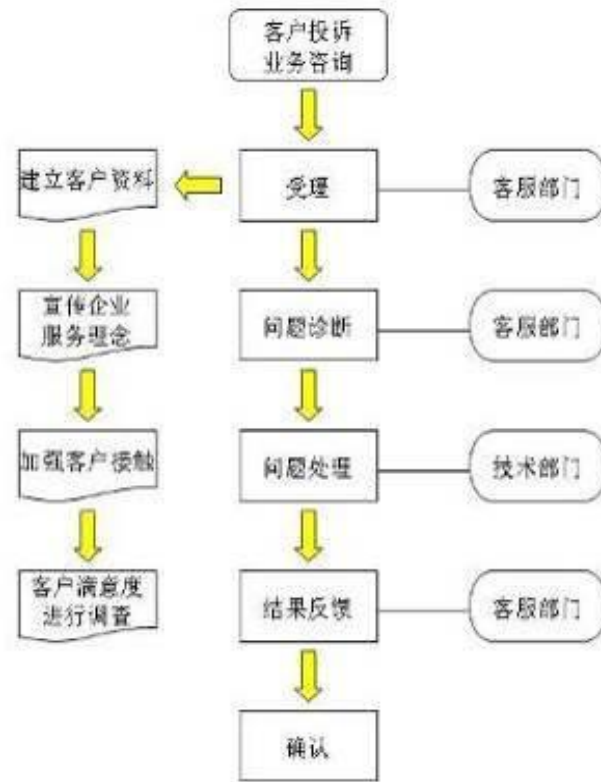 客户投诉
业务咨询
建立客户资料
受理
客服部门
宣传企业
服务理念
问题诊断
客服部门
加强客户接触
问题处理
技术部门
客户满意度
进行调查
结果反馈
客服部门
确认